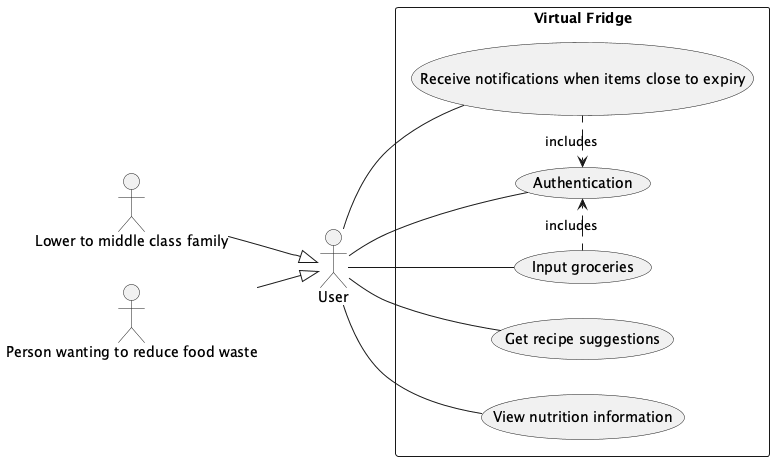 Virtual Fridge
Receive notifications when items close to expiry
includes
Authentication
Lower to middle class family
includes
Input groceries
User
Get recipe suggestions
Person wanting to reduce food waste
View nutrition information